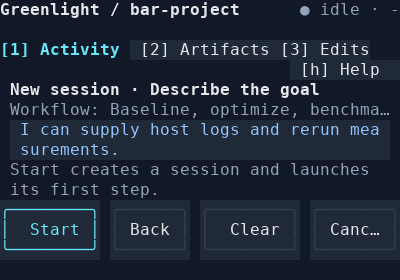 Greenlight / bar-project ● idle · -
[1] Activity [2] Artifacts [3] Edits
[h] Help
New session · Describe the goal
Workflow: Baseline, optimize, benchma…
I can supply host logs and rerun mea
surements.
Start creates a session and launches
its first step.
Start Back Clear Canc…